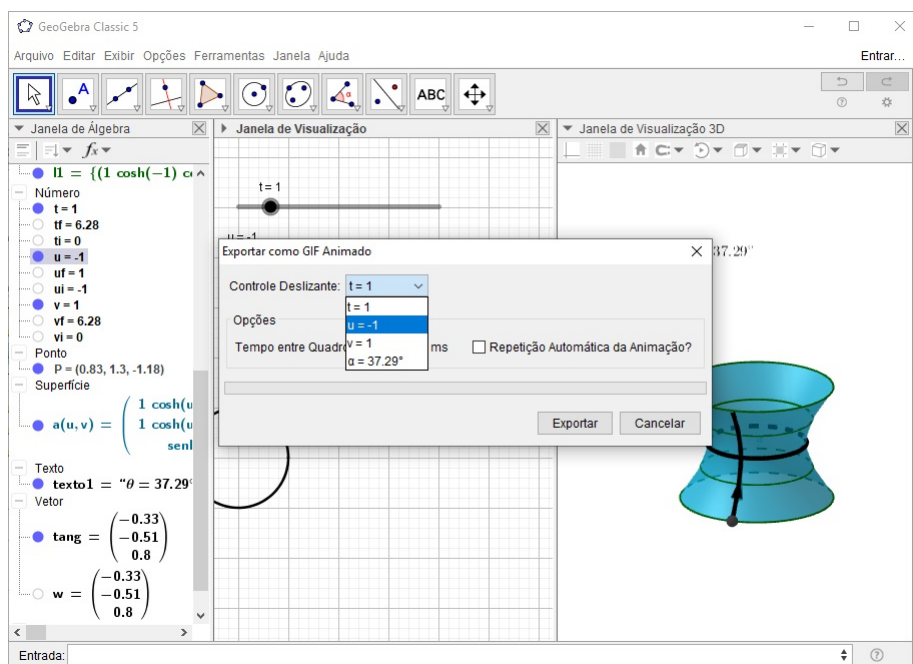 GeoGebra Classic 5
Arquivo Editar Exibir Opções Ferramentas Janela Ajuda
Entrar...
A
α
ABC
Janela de Álgebra
Janela de Visualização
Janela de Visualização 3D
fx
l1 = {(1 cosh(−1) co
Número
t = 1
tf = 6.28
ti = 0
u = -1
uf = 1
ui = -1
v = 1
vf = 6.28
vi = 0
Ponto
P = (0.83, 1.3, -1.18)
Superfície
a(u, v) = ( 1 cosh(u
1 cosh(u
senh
Texto
texto1 = “θ = 37.29°
Vetor
tang = (−0.33
−0.51
0.8)
w = (−0.33
−0.51
0.8)
t = 1
u = -1
37.29°
Exportar como GIF Animado
Controle Deslizante: t = 1
t = 1
u = -1
v = 1
α = 37.29°
Opções
Tempo entre Quadro ms
Repetição Automática da Animação?
Exportar Cancelar
Entrada: